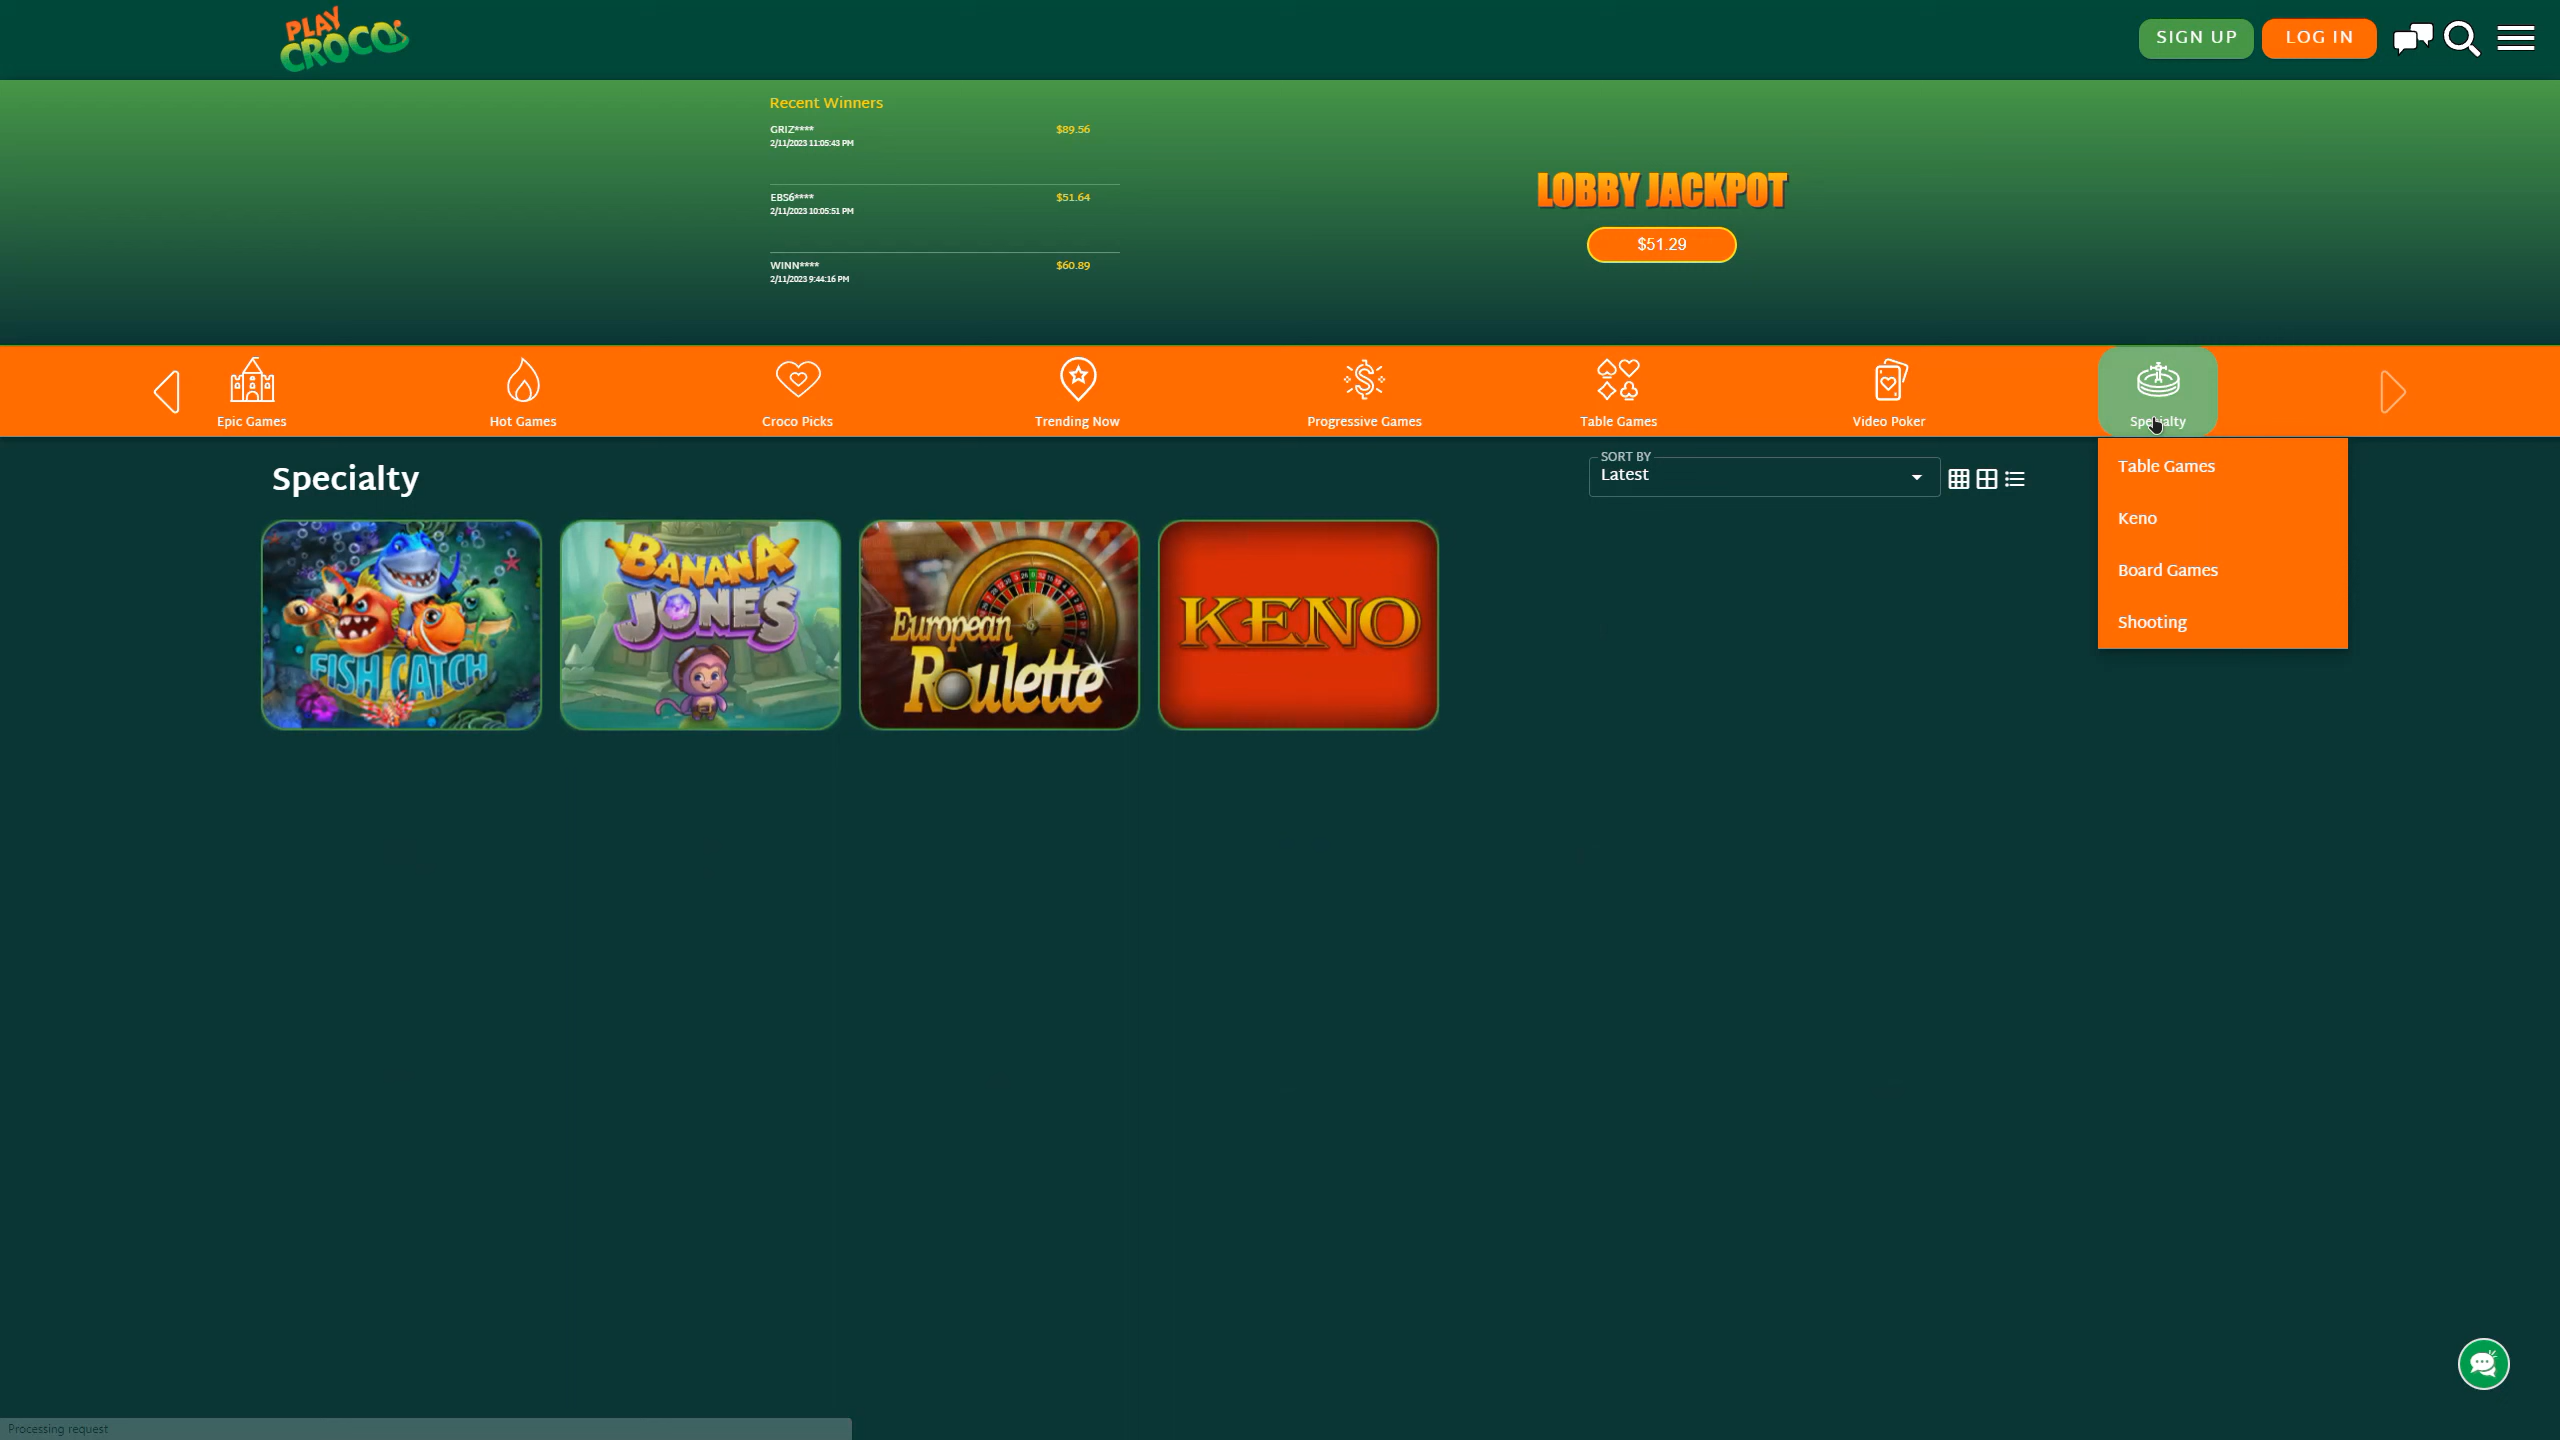 PLAY
CROCO
SIGN UP
LOG IN
Recent Winners
GRIZ****
$89.56
2/11/2023 11:05:43 PM
EBS6****
$51.64
2/11/2023 10:05:51 PM
WINN****
$60.89
2/11/2023 9:44:16 PM
LOBBY JACKPOT
$51.29
Epic Games
Hot Games
Croco Picks
Trending Now
Progressive Games
Table Games
Video Poker
Specialty
Specialty
SORT BY
Latest
Table Games
Keno
Board Games
Shooting
FISH CATCH
BANANA
JONES
European
Roulette
KENO
Processing request